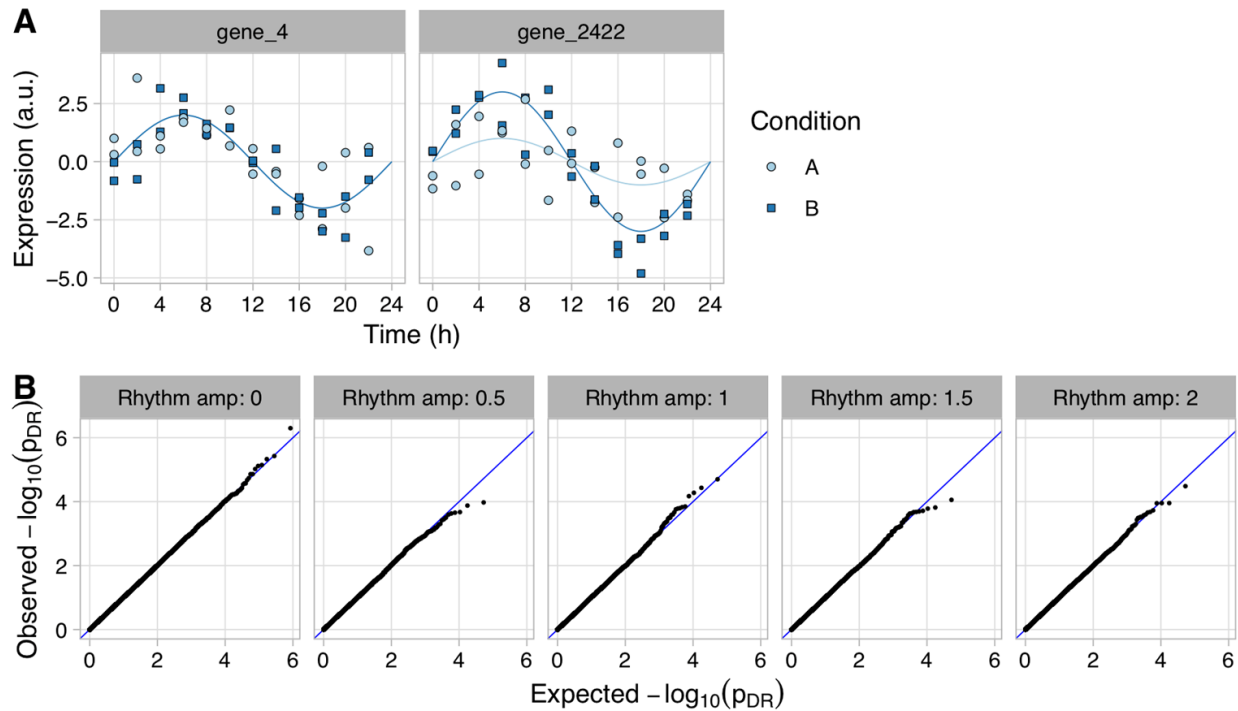 A
gene_4 gene_2422
Expression (a.u.)
2.5
0.0
−2.5
−5.0
0 4 8 12 16 20 24 0 4 8 12 16 20 24
Time (h)
Condition
A
B
B
Rhythm amp: 0 Rhythm amp: 0.5 Rhythm amp: 1 Rhythm amp: 1.5 Rhythm amp: 2
Observed −log10(pDR)
6
4
2
0
0 2 4 6 0 2 4 6 0 2 4 6 0 2 4 6 0 2 4 6
Expected −log10(pDR)